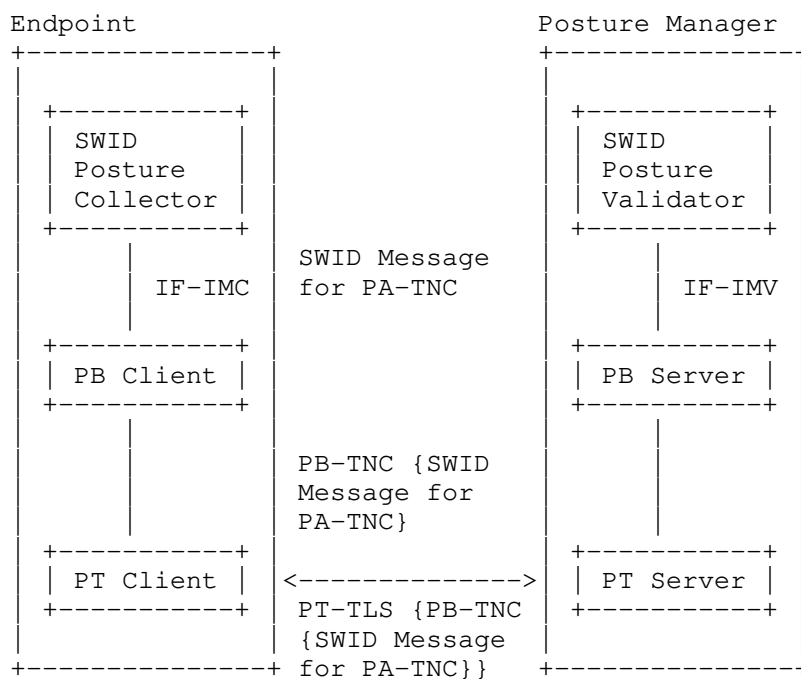 Endpoint Posture Manager
SWID SWID
Posture Posture
Collector Validator
SWID Message
IF-IMC for PA-TNC IF-IMV
PB Client PB Server
PB-TNC {SWID
Message for
PA-TNC}
PT Client <--------------> PT Server
PT-TLS {PB-TNC
{SWID Message
for PA-TNC}}